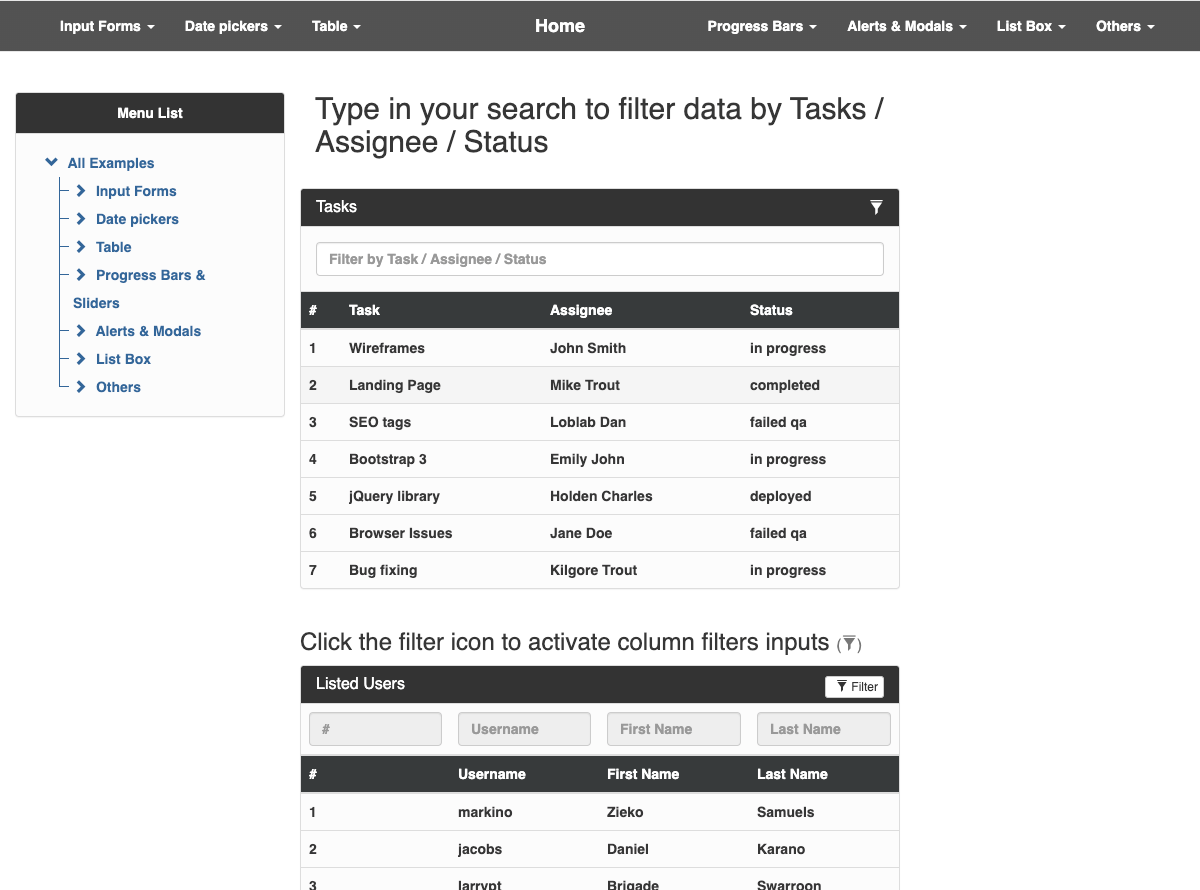 Input Forms Date pickers Table Home Progress Bars Alerts & Modals List Box Others
Menu List
All Examples
Input Forms
Date pickers
Table
Progress Bars &
Sliders
Alerts & Modals
List Box
Others
Type in your search to filter data by Tasks /
Assignee / Status
Tasks
Filter by Task / Assignee / Status
# Task Assignee Status
1 Wireframes John Smith in progress
2 Landing Page Mike Trout completed
3 SEO tags Loblab Dan failed qa
4 Bootstrap 3 Emily John in progress
5 jQuery library Holden Charles deployed
6 Browser Issues Jane Doe failed qa
7 Bug fixing Kilgore Trout in progress
Click the filter icon to activate column filters inputs ( )
Listed Users Filter
# Username First Name Last Name
# Username First Name Last Name
1 markino Zieko Samuels
2 jacobs Daniel Karano
3 larrypt Brigade Swarroon